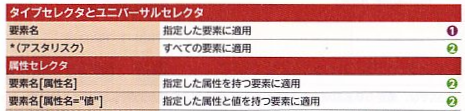 タイプセレクタとユニバーサルセレクタ
要素名 指定した要素に適用 ❶
*(アスタリスク) すべての要素に適用 ❷
属性セレクタ
要素名[属性名] 指定した属性を持つ要素に適用 ❷
要素名[属性名="値"] 指定した属性と値を持つ要素に適用 ❷